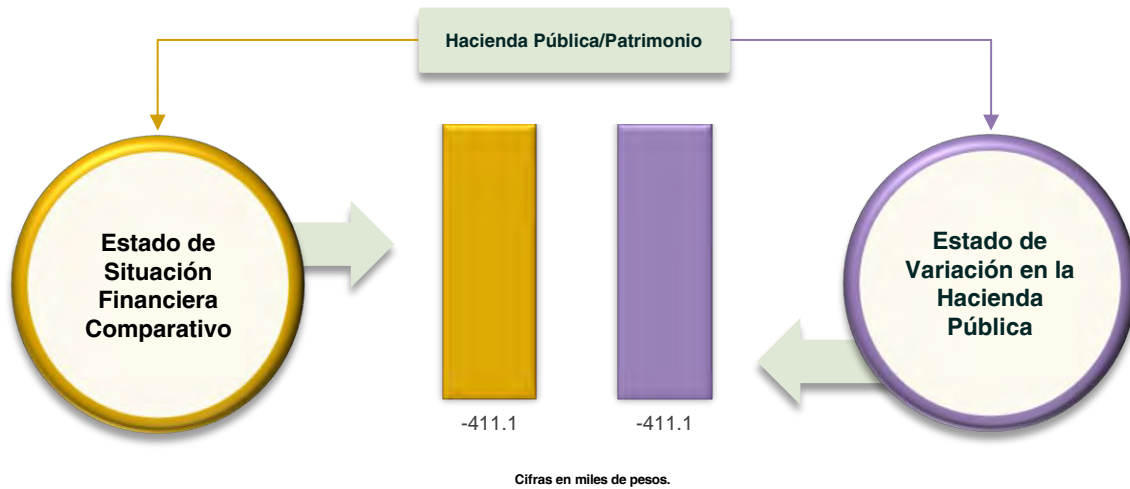 Hacienda Pública/Patrimonio
Estado de
Situación
Financiera
Comparativo
Estado de
Variación en la
Hacienda
Pública
-411.1
-411.1
Cifras en miles de pesos.